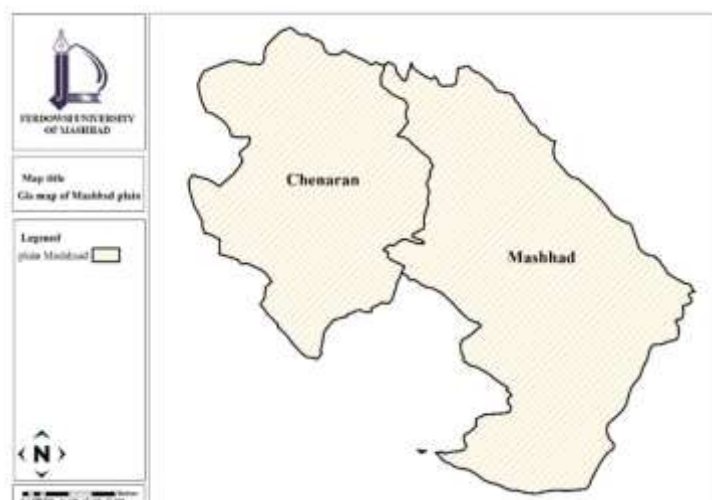 FERDOWSI UNIVERSITY
OF MASHHAD
Map title
Gis map of Mashhad plain
Legend
plain Mashhad
N
Chenaran
Mashhad